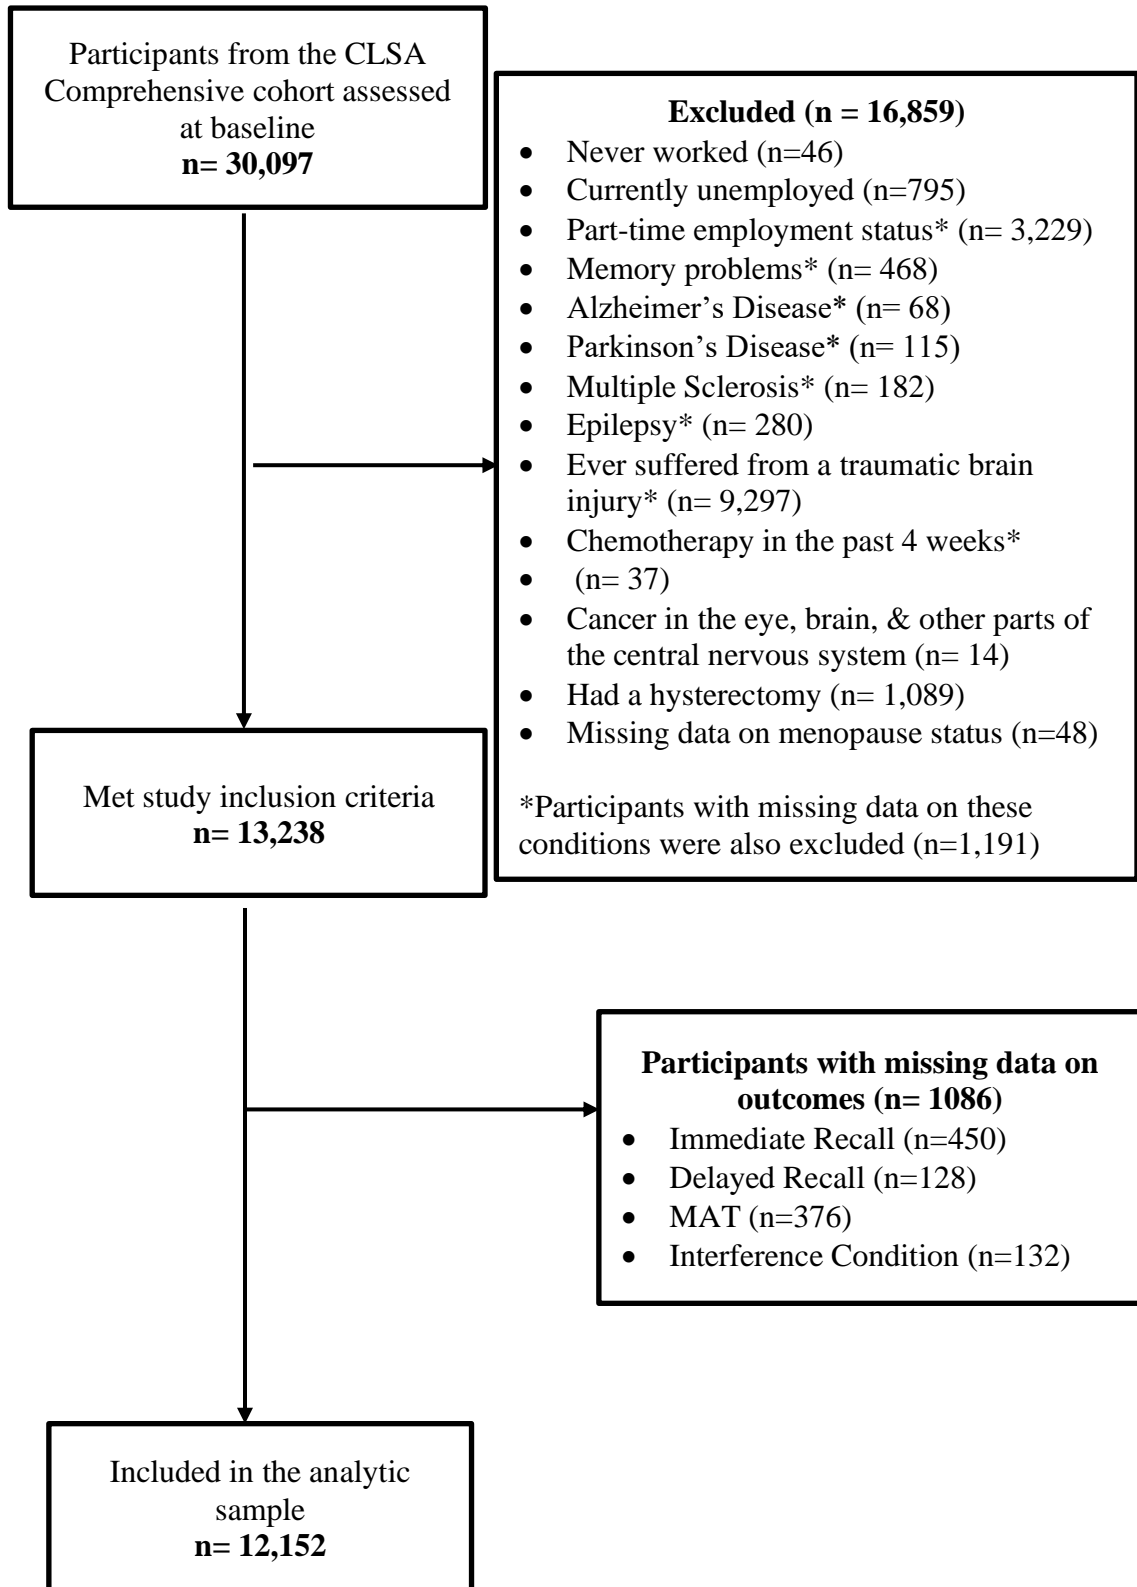 Participants from the CLSA
Comprehensive cohort assessed
at baseline
n= 30,097
Excluded (n = 16,859)
• Never worked (n=46)
• Currently unemployed (n=795)
• Part-time employment status* (n= 3,229)
• Memory problems* (n= 468)
• Alzheimer’s Disease* (n= 68)
• Parkinson’s Disease* (n= 115)
• Multiple Sclerosis* (n= 182)
• Epilepsy* (n= 280)
• Ever suffered from a traumatic brain
injury* (n= 9,297)
• Chemotherapy in the past 4 weeks*
• (n= 37)
• Cancer in the eye, brain, & other parts of
the central nervous system (n= 14)
• Had a hysterectomy (n= 1,089)
• Missing data on menopause status (n=48)
*Participants with missing data on these
conditions were also excluded (n=1,191)
Met study inclusion criteria
n= 13,238
Participants with missing data on
outcomes (n= 1086)
• Immediate Recall (n=450)
• Delayed Recall (n=128)
• MAT (n=376)
• Interference Condition (n=132)
Included in the analytic
sample
n= 12,152